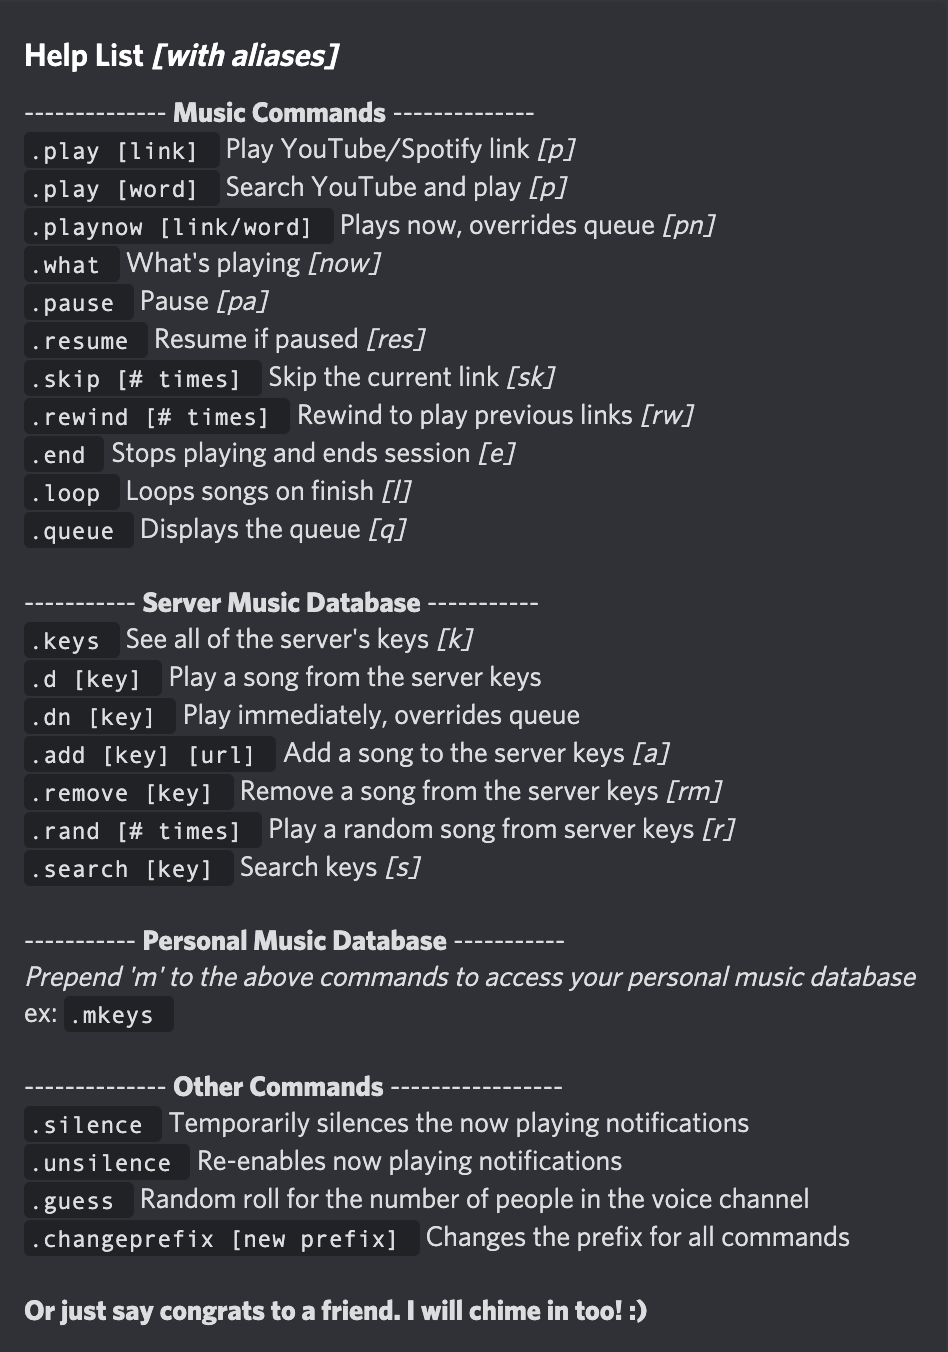 Help List [with aliases]
-------------- Music Commands --------------
.play [link] Play YouTube/Spotify link [p]
.play [word] Search YouTube and play [p]
.playnow [link/word] Plays now, overrides queue [pn]
.what What's playing [now]
.pause Pause [pa]
.resume Resume if paused [res]
.skip [# times] Skip the current link [sk]
.rewind [# times] Rewind to play previous links [rw]
.end Stops playing and ends session [e]
.loop Loops songs on finish [l]
.queue Displays the queue [q]
----------- Server Music Database -----------
.keys See all of the server's keys [k]
.d [key] Play a song from the server keys
.dn [key] Play immediately, overrides queue
.add [key] [url] Add a song to the server keys [a]
.remove [key] Remove a song from the server keys [rm]
.rand [# times] Play a random song from server keys [r]
.search [key] Search keys [s]
----------- Personal Music Database -----------
Prepend 'm' to the above commands to access your personal music database
ex: .mkeys
-------------- Other Commands -----------------
.silence Temporarily silences the now playing notifications
.unsilence Re-enables now playing notifications
.guess Random roll for the number of people in the voice channel
.changeprefix [new prefix] Changes the prefix for all commands
Or just say congrats to a friend. I will chime in too! :)